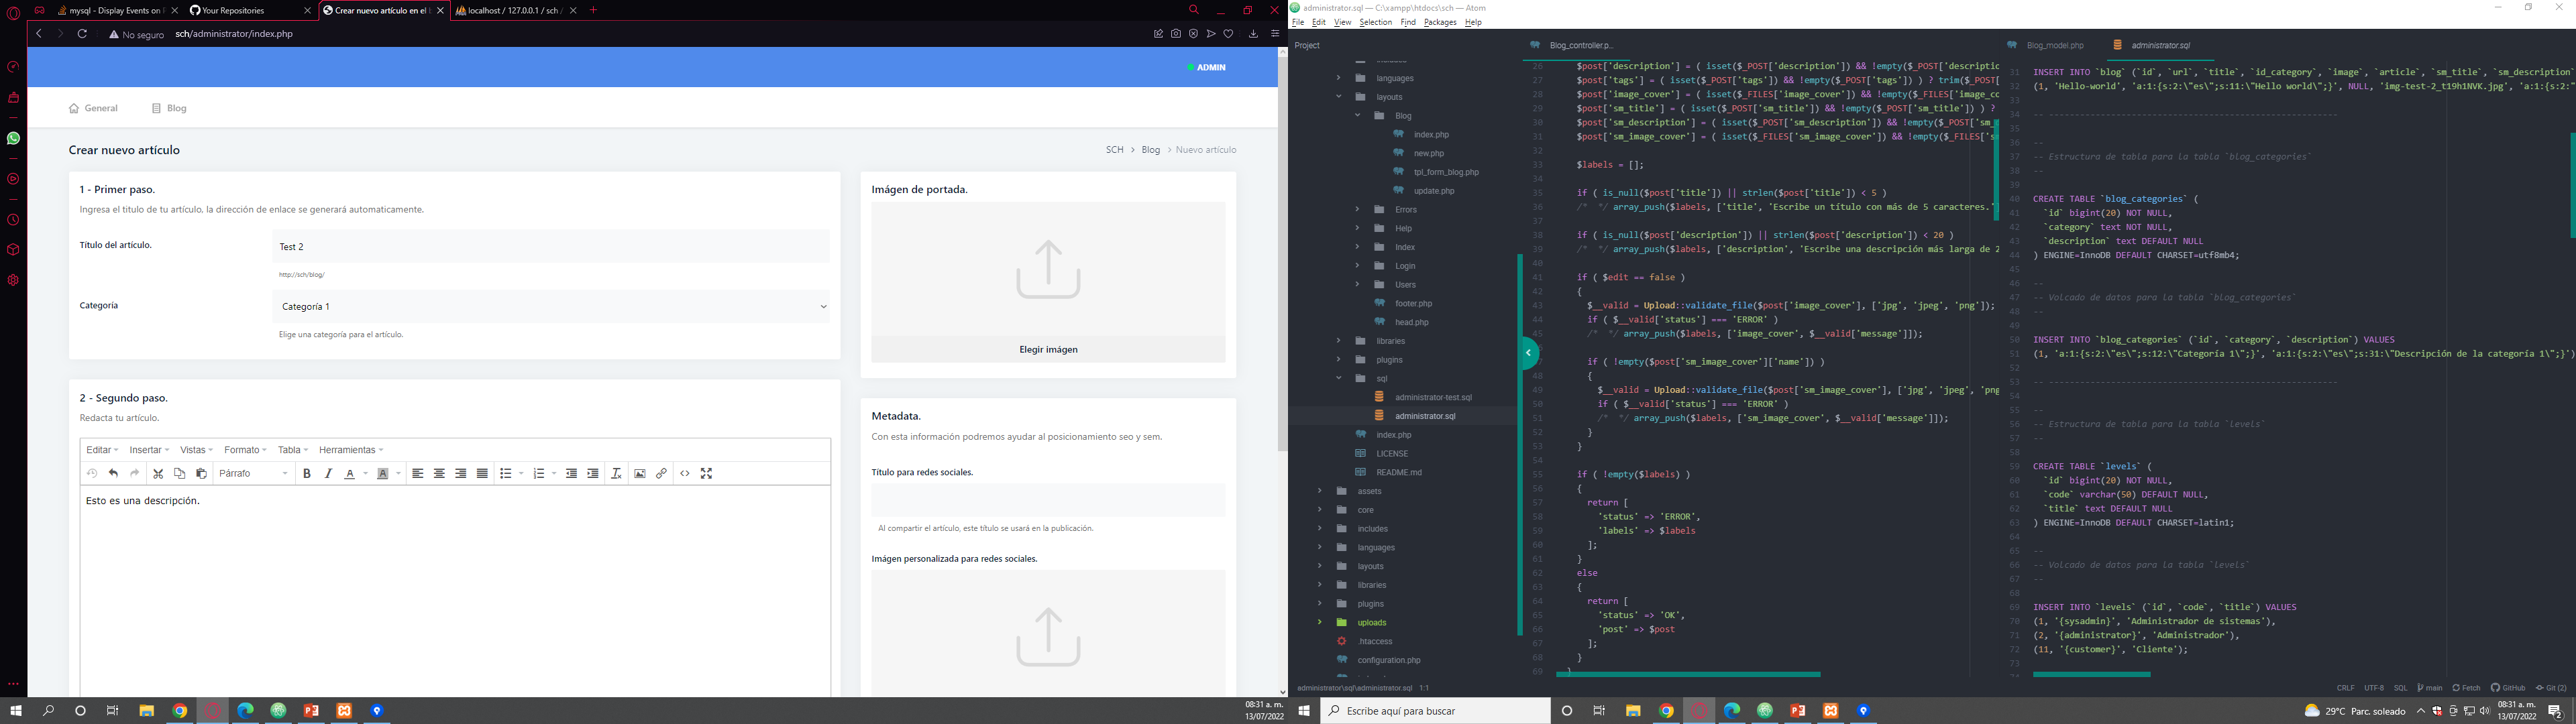 mysql - Display Events on F
Your Repositories
Crear nuevo artículo en el b
localhost / 127.0.0.1 / sch /
No seguro sch/administrator/index.php
ADMIN
General
Blog
Crear nuevo artículo
SCH > Blog > Nuevo artículo
1 - Primer paso.
Ingresa el titulo de tu artículo, la dirección de enlace se generará automaticamente.
Título del artículo.
Test 2
http://sch/blog/
Categoría
Categoría 1
Elige una categoría para el artículo.
Imágen de portada.
Elegir imágen
2 - Segundo paso.
Redacta tu artículo.
Editar Insertar Vistas Formato Tabla Herramientas
Párrafo
Esto es una descripción.
Metadata.
Con esta información podremos ayudar al posicionamiento seo y sem.
Título para redes sociales.
Al compartir el artículo, este título se usará en la publicación.
Imágen personalizada para redes sociales.
08:31 a. m.
13/07/2022
administrator.sql — C:\xampp\htdocs\sch — Atom
File Edit View Selection Find Packages Help
Project
languages
layouts
Blog
index.php
new.php
tpl_form_blog.php
update.php
Errors
Help
Index
Login
Users
footer.php
head.php
libraries
plugins
sql
administrator-test.sql
administrator.sql
index.php
LICENSE
README.md
assets
core
includes
languages
layouts
libraries
plugins
uploads
.htaccess
configuration.php
Blog_controller.p...
26 $post['description'] = ( isset($_POST['description']) && !empty($_POST['descriptio
27 $post['tags'] = ( isset($_POST['tags']) && !empty($_POST['tags']) ) ? trim($_POST[
28 $post['image_cover'] = ( isset($_FILES['image_cover']) && !empty($_FILES['image_co
29 $post['sm_title'] = ( isset($_POST['sm_title']) && !empty($_POST['sm_title']) ) ?
30 $post['sm_description'] = ( isset($_POST['sm_description']) && !empty($_POST['sm_
31 $post['sm_image_cover'] = ( isset($_FILES['sm_image_cover']) && !empty($_FILES['s
32
33 $labels = [];
34
35 if ( is_null($post['title']) || strlen($post['title']) < 5 )
36 /* */ array_push($labels, ['title', 'Escribe un título con más de 5 caracteres.'
37
38 if ( is_null($post['description']) || strlen($post['description']) < 20 )
39 /* */ array_push($labels, ['description', 'Escribe una descripción más larga de 2
40
41 if ( $edit == false )
42 {
43 $__valid = Upload::validate_file($post['image_cover'], ['jpg', 'jpeg', 'png']);
44 if ( $__valid['status'] === 'ERROR' )
45 /* */ array_push($labels, ['image_cover', $__valid['message']]);
47 if ( !empty($post['sm_image_cover']['name']) )
48 {
49 $__valid = Upload::validate_file($post['sm_image_cover'], ['jpg', 'jpeg', 'png
50 if ( $__valid['status'] === 'ERROR' )
51 /* */ array_push($labels, ['sm_image_cover', $__valid['message']]);
52 }
53 }
54
55 if ( !empty($labels) )
56 {
57 return [
58 'status' => 'ERROR',
59 'labels' => $labels
60 ];
61 }
62 else
63 {
64 return [
65 'status' => 'OK',
66 'post' => $post
67 ];
68 }
69 }
Blog_model.php
administrator.sql
31 INSERT INTO `blog` (`id`, `url`, `title`, `id_category`, `image`, `article`, `sm_title`, `sm_description`
32 (1, 'Hello-world', 'a:1:{s:2:\"es\";s:11:\"Hello world\";}', NULL, 'img-test-2_t19h1NVK.jpg', 'a:1:{s:2:\"
33
34 -- --------------------------------------------------------
35
36 --
37 -- Estructura de tabla para la tabla `blog_categories`
38 --
39
40 CREATE TABLE `blog_categories` (
41 `id` bigint(20) NOT NULL,
42 `category` text NOT NULL,
43 `description` text DEFAULT NULL
44 ) ENGINE=InnoDB DEFAULT CHARSET=utf8mb4;
45
46 --
47 -- Volcado de datos para la tabla `blog_categories`
48 --
49
50 INSERT INTO `blog_categories` (`id`, `category`, `description`) VALUES
51 (1, 'a:1:{s:2:\"es\";s:12:\"Categoría 1\";}', 'a:1:{s:2:\"es\";s:31:\"Descripción de la categoría 1\";}')
52
53 -- --------------------------------------------------------
54
55 --
56 -- Estructura de tabla para la tabla `levels`
57 --
58
59 CREATE TABLE `levels` (
60 `id` bigint(20) NOT NULL,
61 `code` varchar(50) DEFAULT NULL,
62 `title` text DEFAULT NULL
63 ) ENGINE=InnoDB DEFAULT CHARSET=latin1;
64
65 --
66 -- Volcado de datos para la tabla `levels`
67 --
68
69 INSERT INTO `levels` (`id`, `code`, `title`) VALUES
70 (1, '{sysadmin}', 'Administrador de sistemas'),
71 (2, '{administrator}', 'Administrador'),
72 (11, '{customer}', 'Cliente');
73
administrator\sql\administrator.sql 1:1
CRLF UTF-8 SQL main Fetch GitHub Git (2)
Escribe aquí para buscar
29°C Parc. soleado
08:31 a. m.
13/07/2022